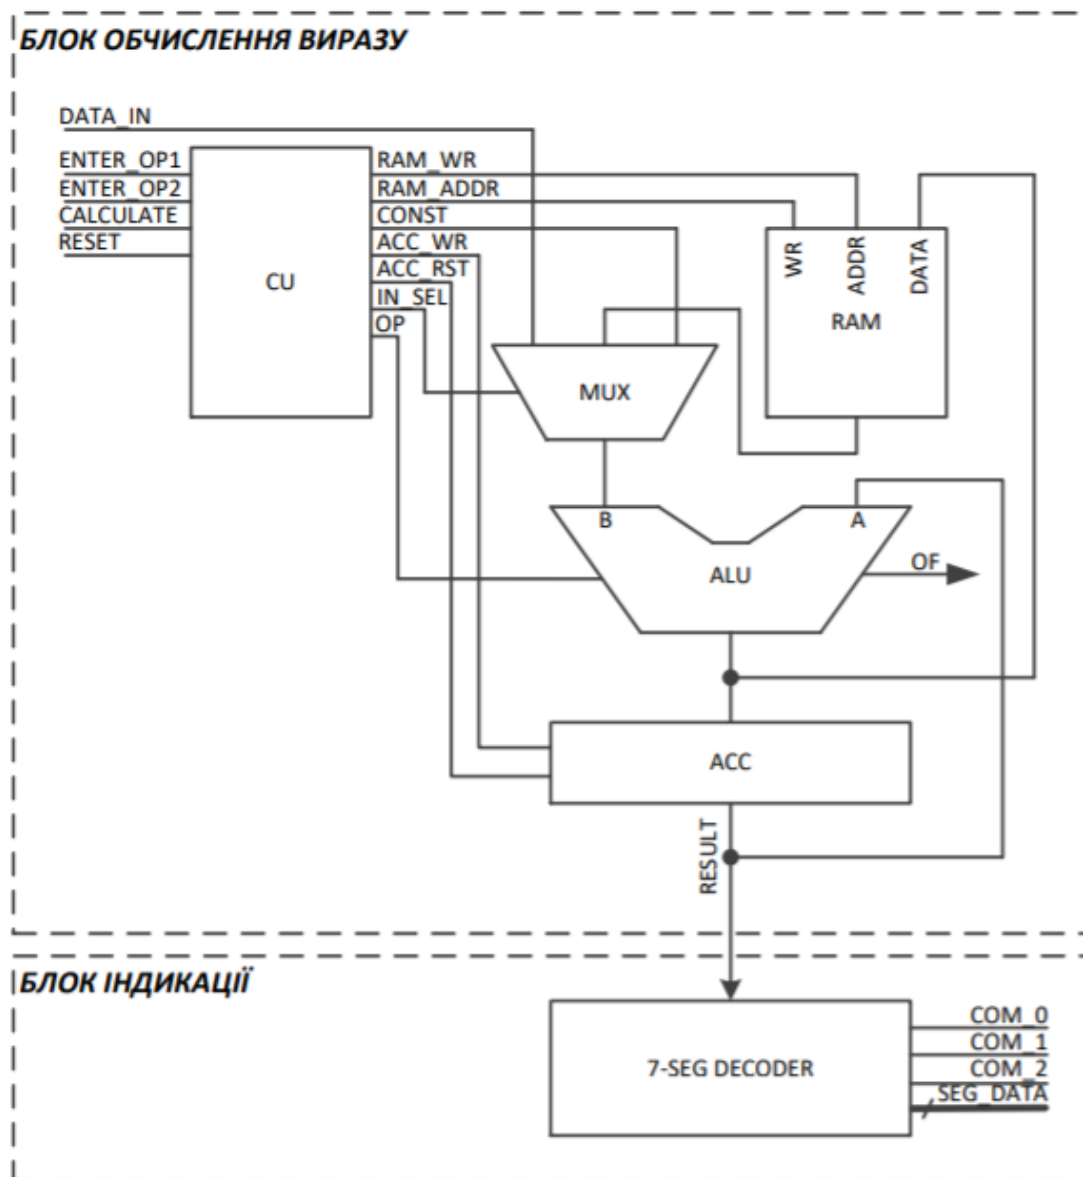 БЛОК ОБЧИСЛЕННЯ ВИРАЗУ
DATA_IN
ENTER_OP1
ENTER_OP2
CALCULATE
RESET
CU
RAM_WR
RAM_ADDR
CONST
ACC_WR
ACC_RST
IN_SEL
OP
WR
ADDR
DATA
RAM
MUX
B
A
ALU
OF
ACC
RESULT
БЛОК ІНДИКАЦІЇ
7-SEG DECODER
COM_0
COM_1
COM_2
SEG_DATA